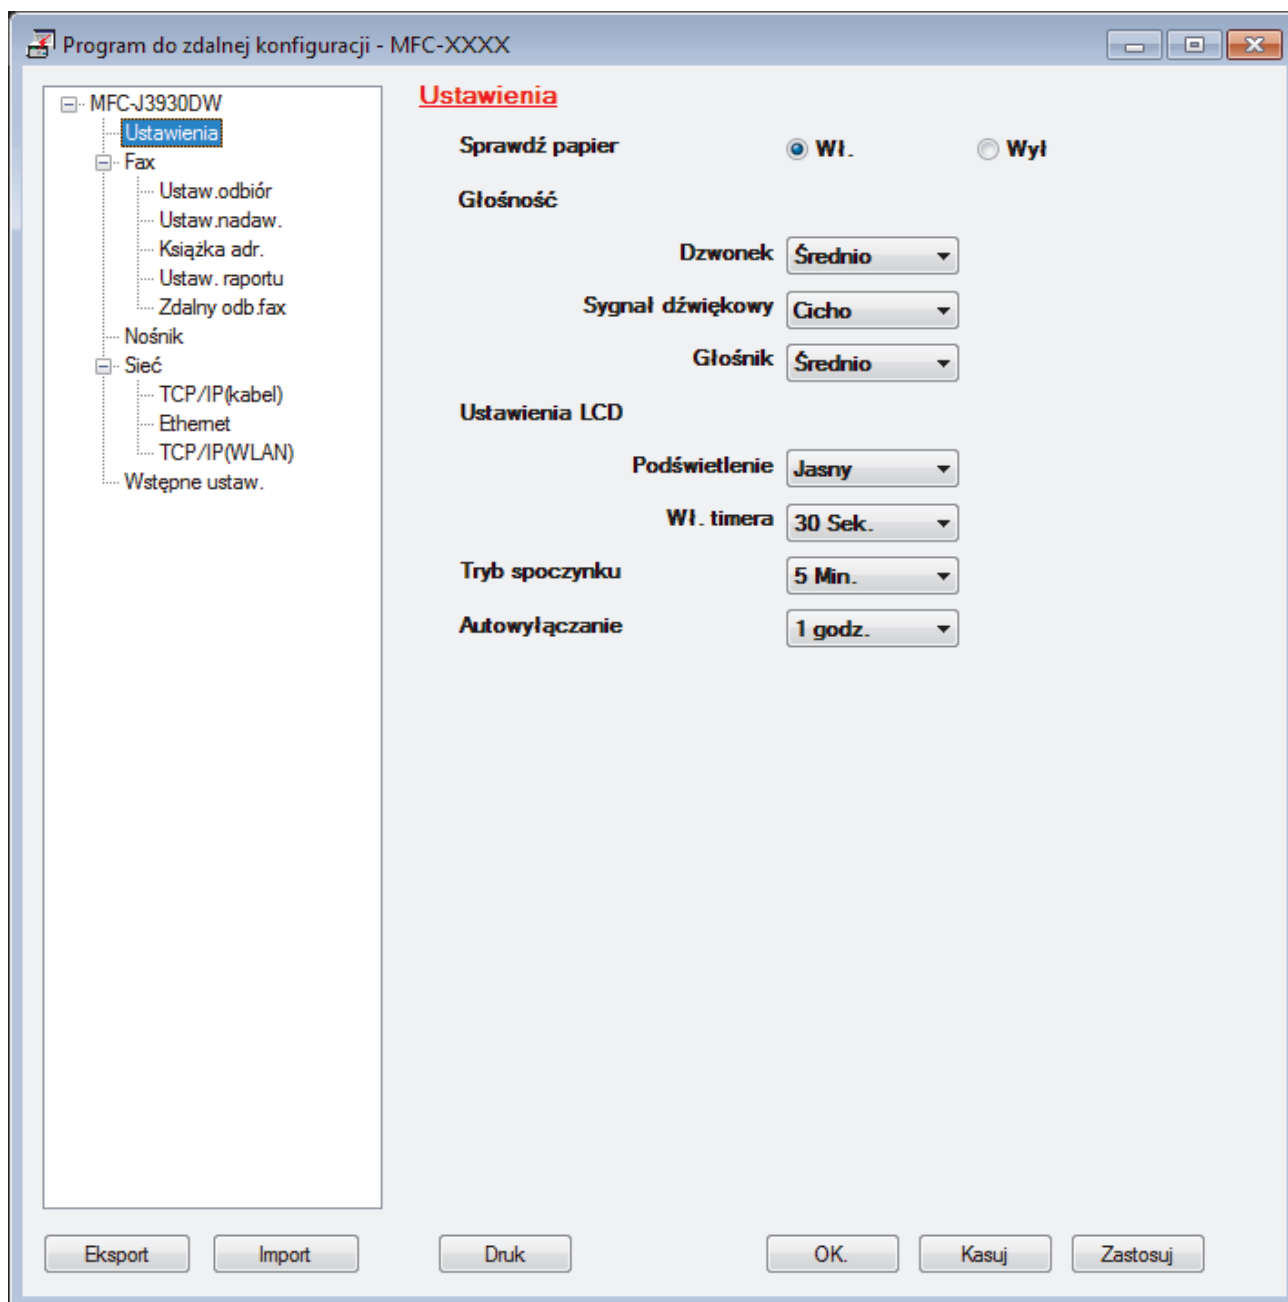 Program do zdalnej konfiguracji - MFC-XXXX
MFC-J3930DW
Ustawienia
Fax
Ustaw.odbiór
Ustaw.nadaw.
Książka adr.
Ustaw. raportu
Zdalny odb.fax
Nośnik
Sieć
TCP/IP(kabel)
Ethernet
TCP/IP(WLAN)
Wstępne ustaw.
Ustawienia
Sprawdź papier Wł. Wył
Głośność
Dzwonek Średnio
Sygnał dźwiękowy Cicho
Głośnik Średnio
Ustawienia LCD
Podświetlenie Jasny
Wł. timera 30 Sek.
Tryb spoczynku 5 Min.
Autowyłączanie 1 godz.
Eksport Import Druk OK. Kasuj Zastosuj